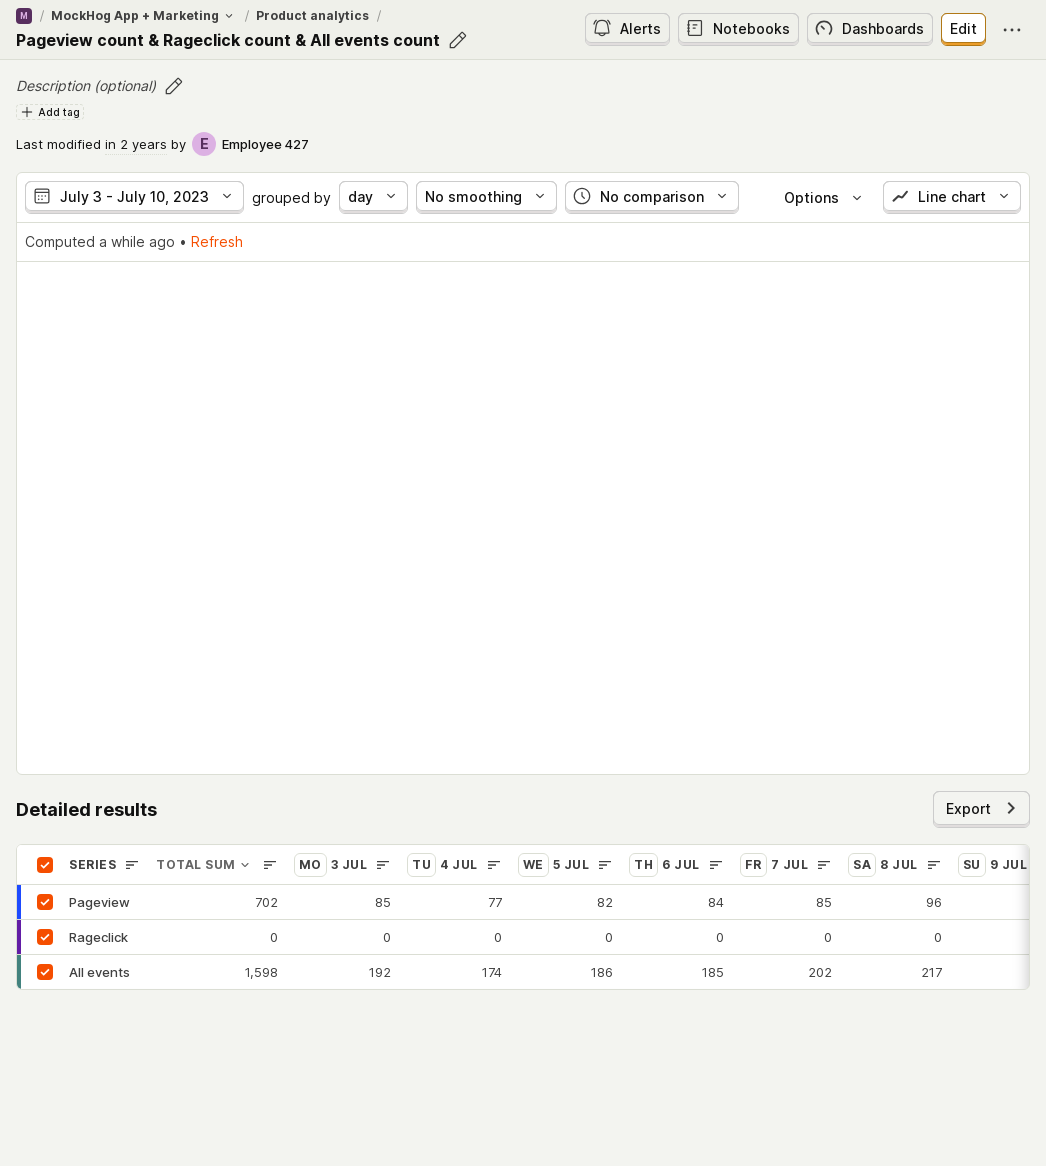 M / MockHog App + Marketing / Product analytics /
Pageview count & Rageclick count & All events count
Alerts Notebooks Dashboards Edit
Description (optional)
Add tag
Last modified in 2 years by E Employee 427
July 3 - July 10, 2023 grouped by day No smoothing No comparison Options Line chart
Computed a while ago • Refresh
Detailed results
Export
SERIES TOTAL SUM MO 3 JUL TU 4 JUL WE 5 JUL TH 6 JUL FR 7 JUL SA 8 JUL SU 9 JUL
Pageview 702 85 77 82 84 85 96
Rageclick 0 0 0 0 0 0 0
All events 1,598 192 174 186 185 202 217